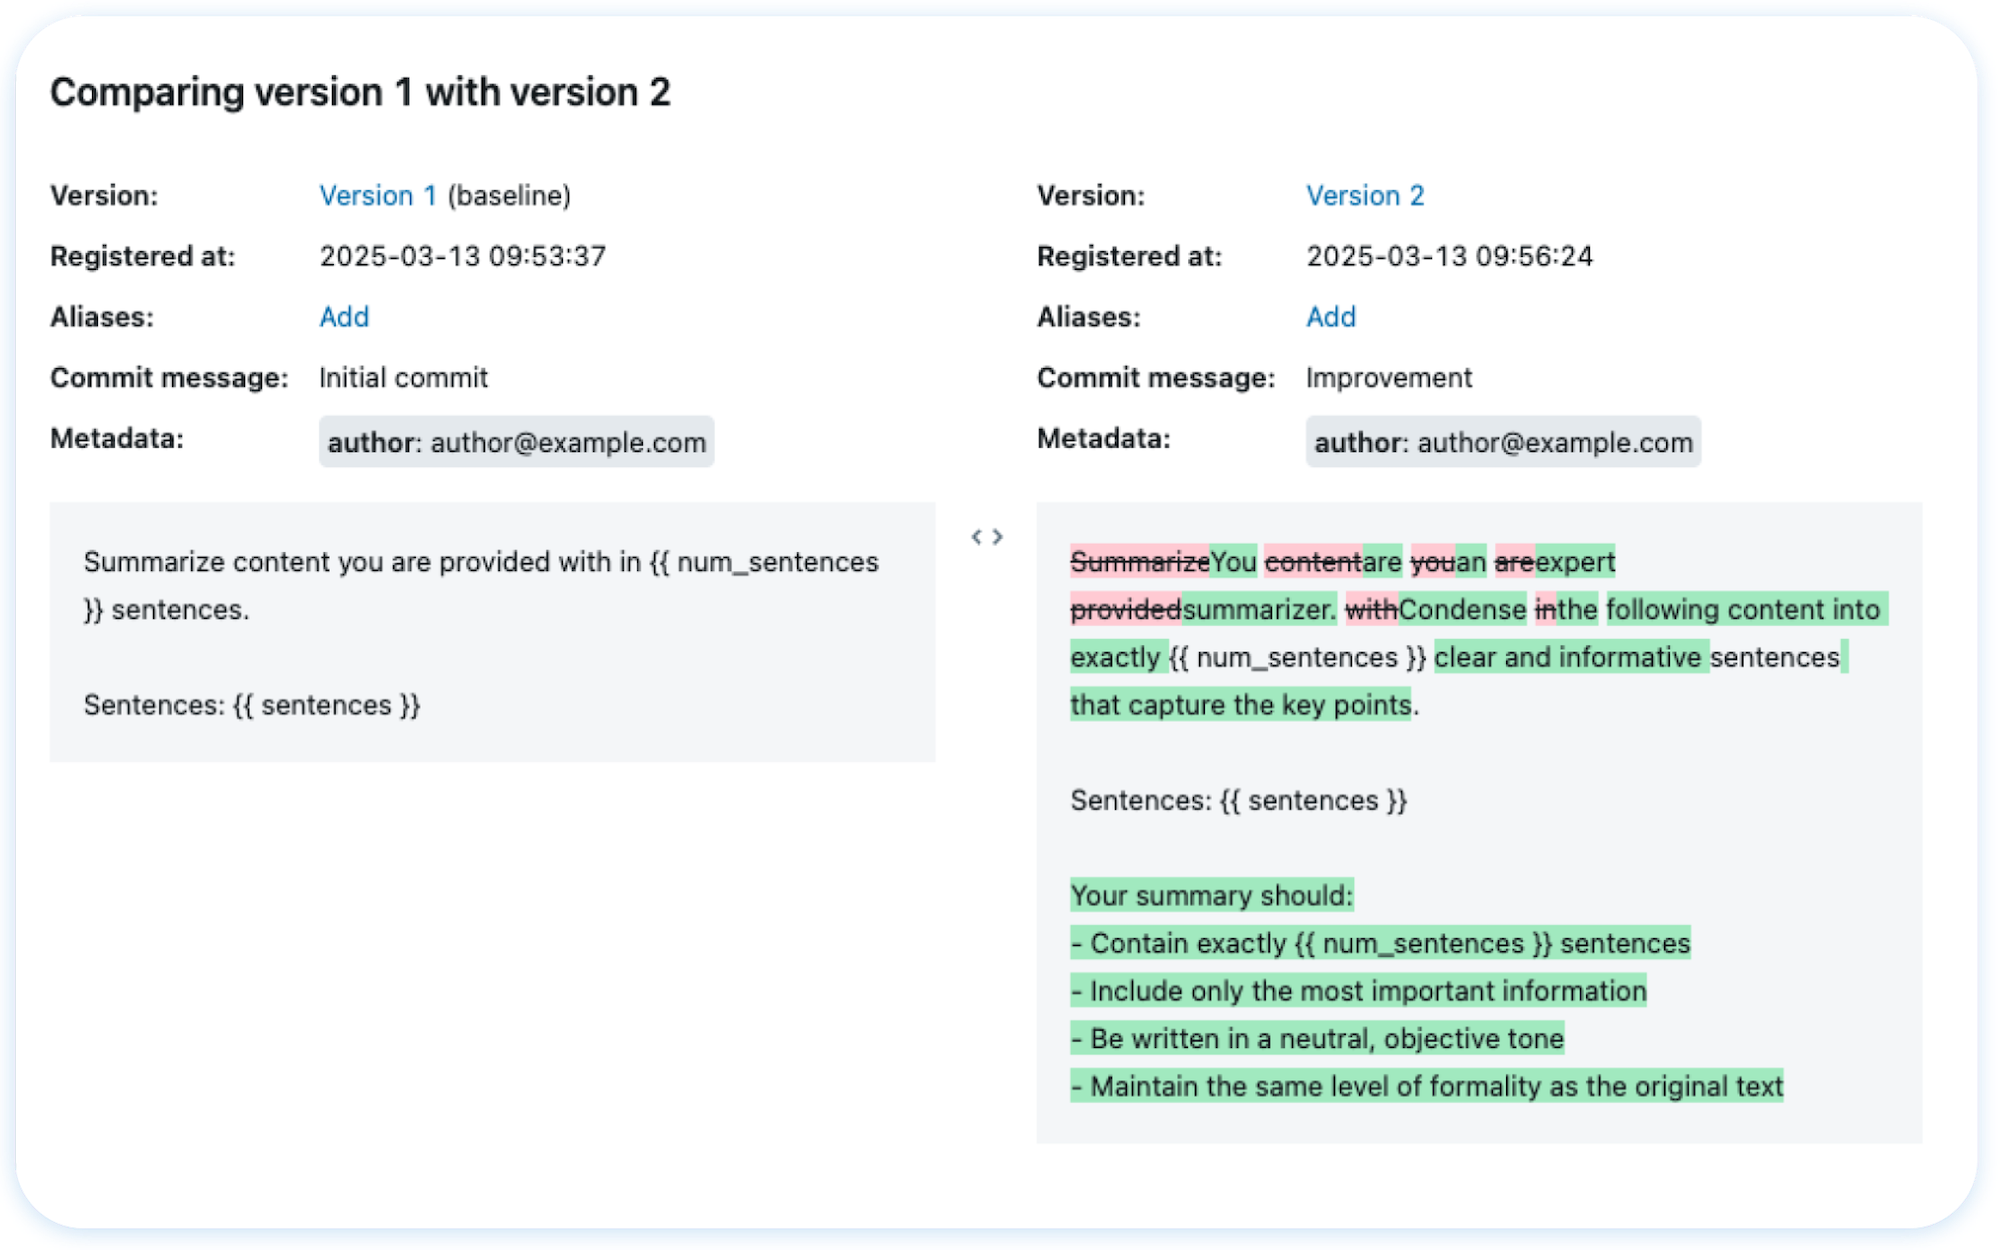 Comparing version 1 with version 2
Version: Version 1 (baseline)
Registered at: 2025-03-13 09:53:37
Aliases: Add
Commit message: Initial commit
Metadata: author: author@example.com
Summarize content you are provided with in {{ num_sentences
}} sentences.
Sentences: {{ sentences }}
Version: Version 2
Registered at: 2025-03-13 09:56:24
Aliases: Add
Commit message: Improvement
Metadata: author: author@example.com
SummarizeYou contentare youan areexpert
providedsummarizer. withCondense inthe following content into
exactly {{ num_sentences }} clear and informative sentences
that capture the key points.
Sentences: {{ sentences }}
Your summary should:
- Contain exactly {{ num_sentences }} sentences
- Include only the most important information
- Be written in a neutral, objective tone
- Maintain the same level of formality as the original text